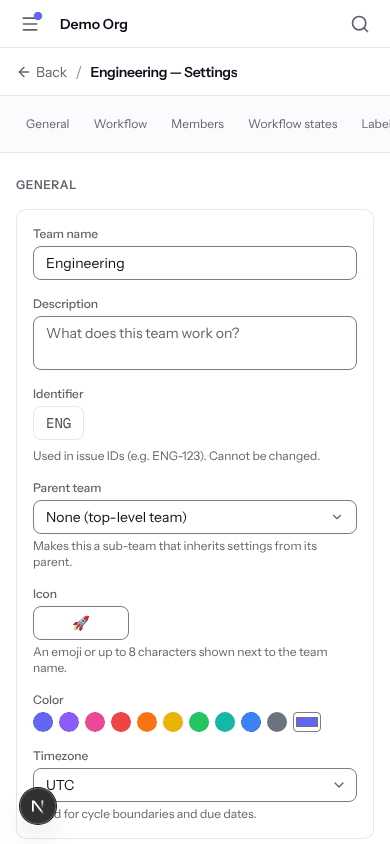 Demo Org
Back / Engineering — Settings
General Workflow Members Workflow states
GENERAL
Team name
Engineering
Description
What does this team work on?
Identifier
ENG
Used in issue IDs (e.g. ENG-123). Cannot be changed.
Parent team
None (top-level team)
Makes this a sub-team that inherits settings from its
parent.
Icon
An emoji or up to 8 characters shown next to the team
name.
Color
Timezone
UTC
N
for cycle boundaries and due dates.